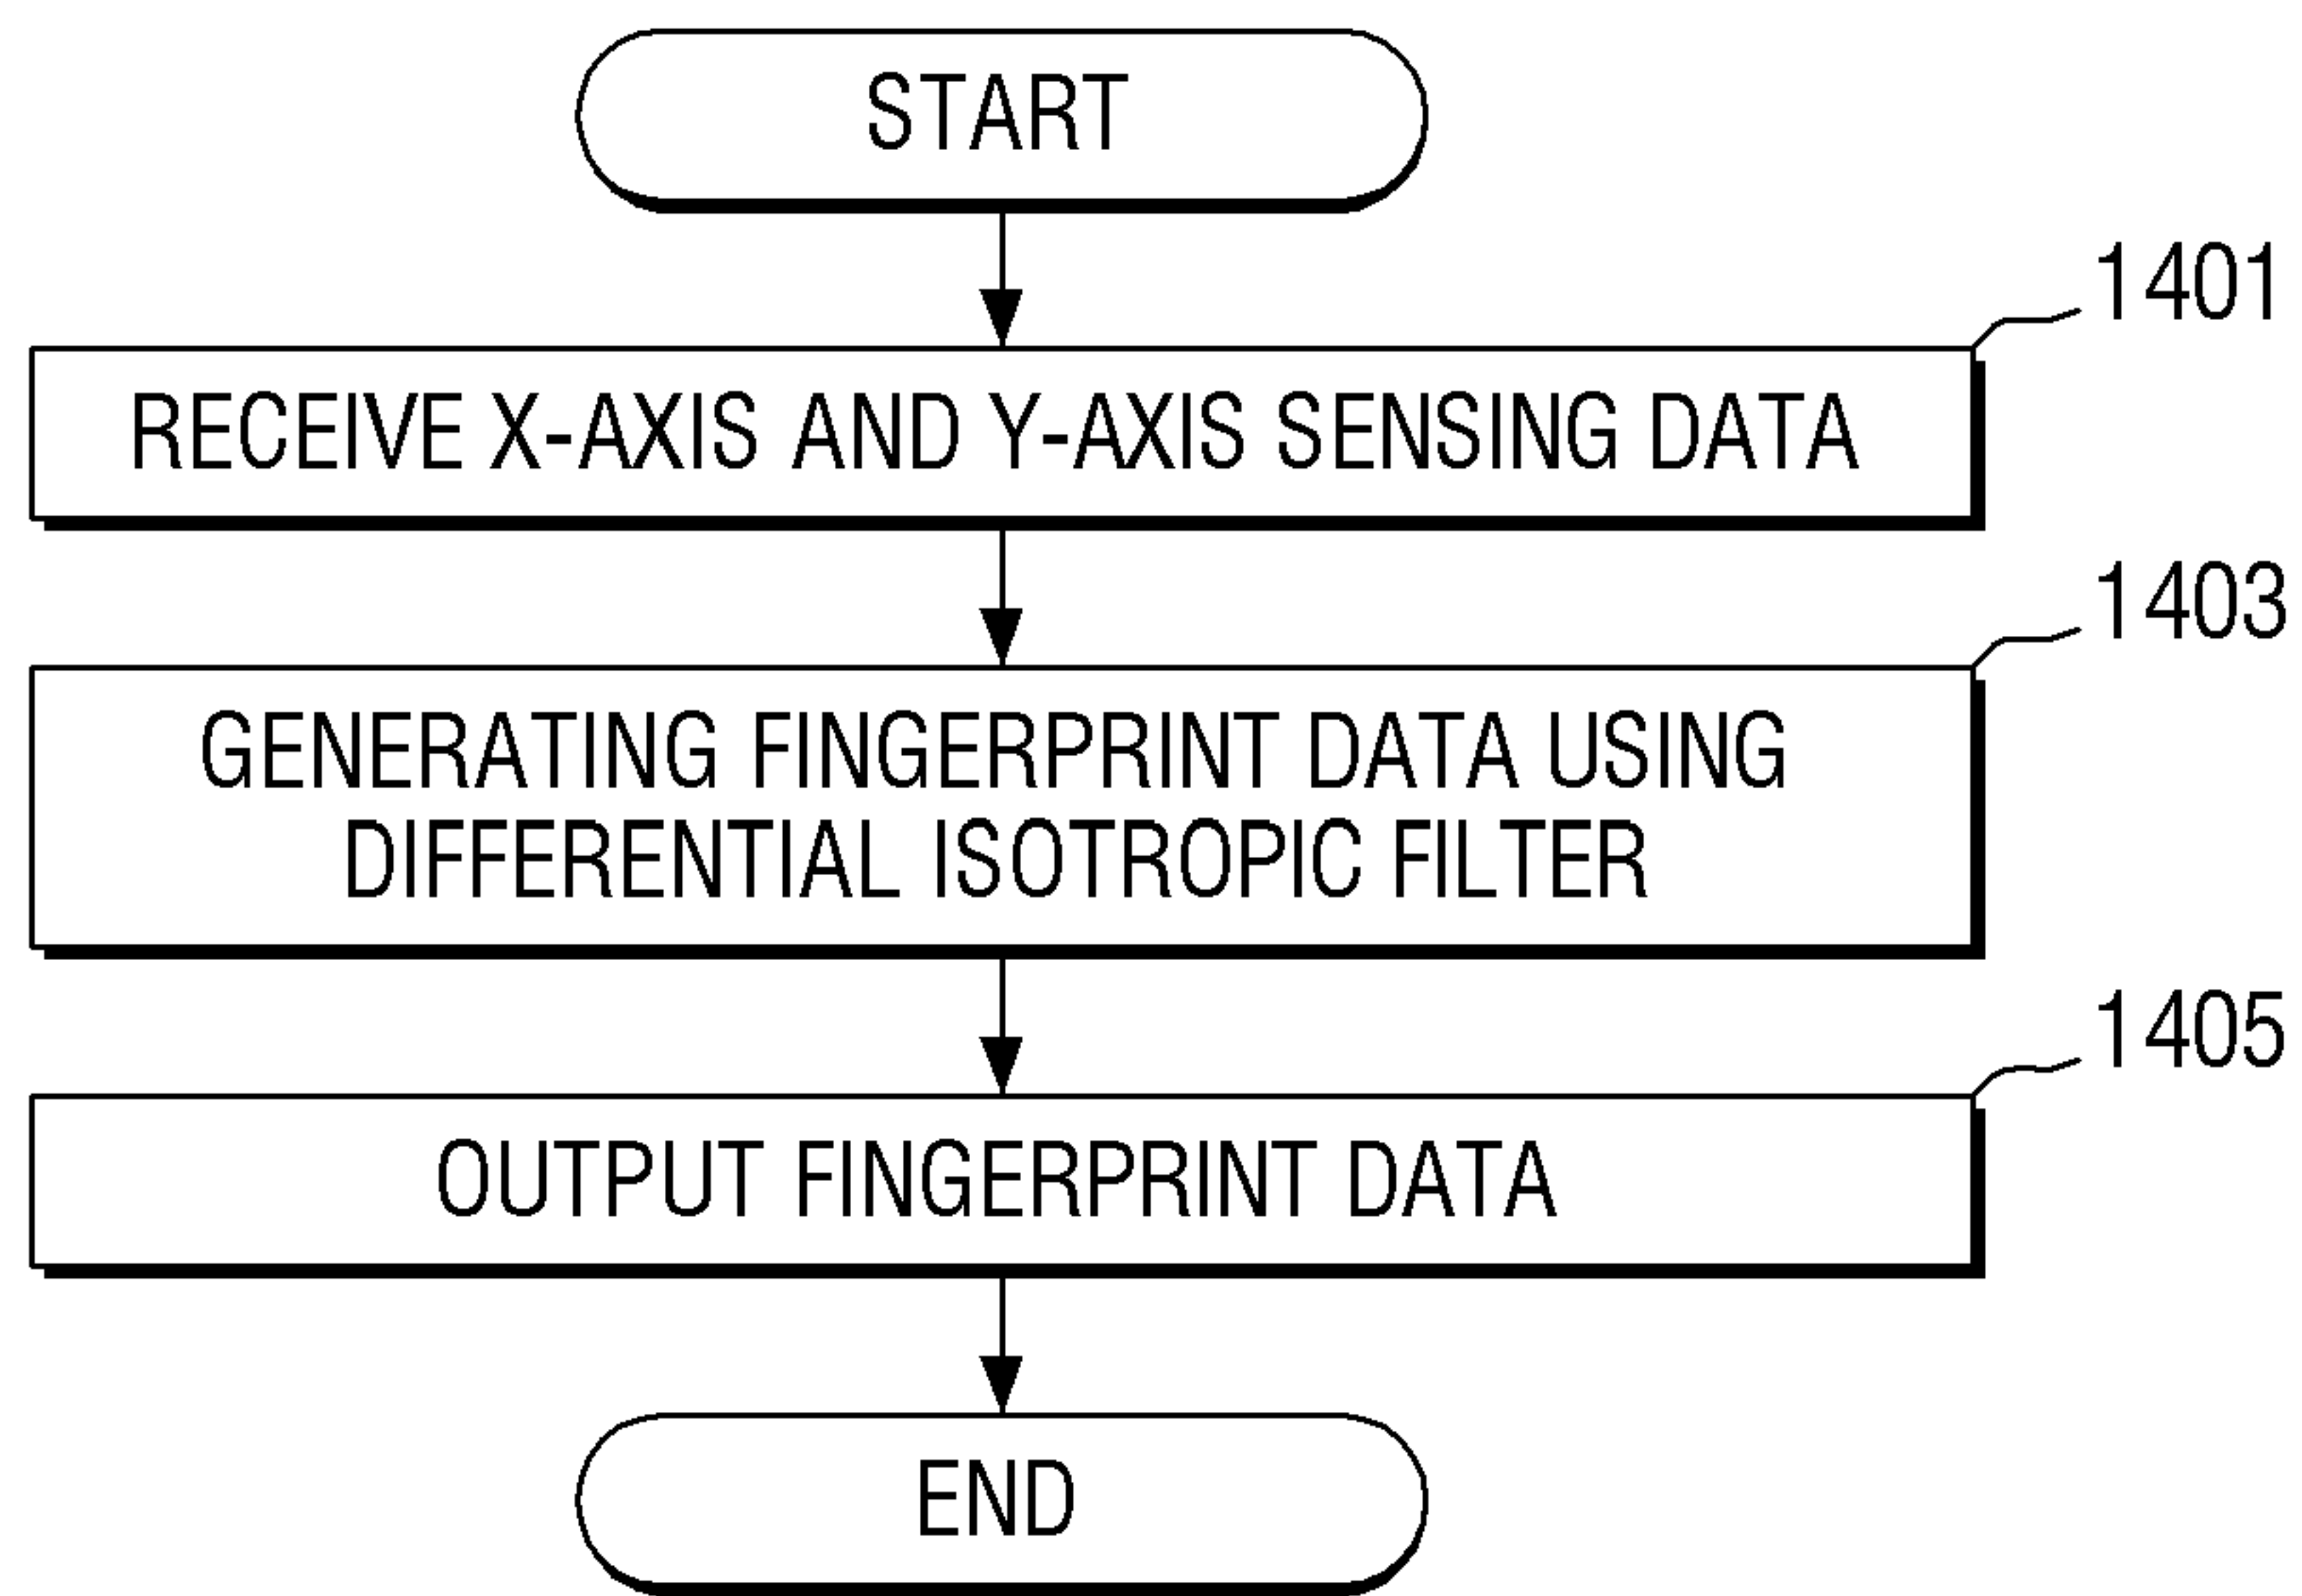 START
1401
RECEIVE X-AXIS AND Y-AXIS SENSING DATA
1403
GENERATING FINGERPRINT DATA USING
DIFFERENTIAL ISOTROPIC FILTER
1405
OUTPUT FINGERPRINT DATA
END